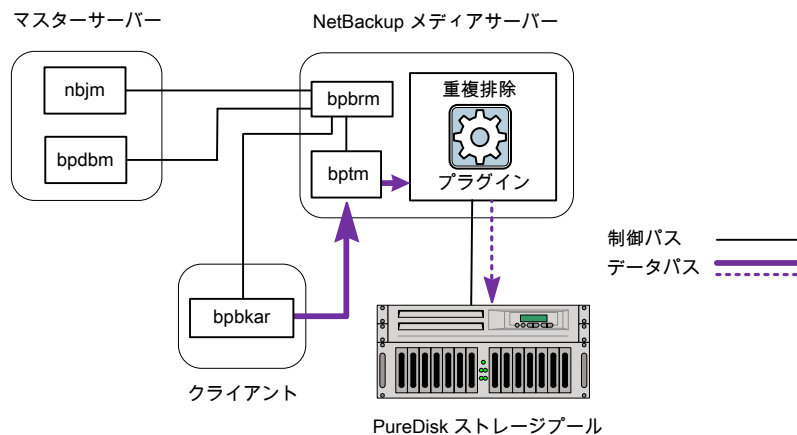 マスターサーバー
NetBackup メディアサーバー
nbjm
bpdbm
bpbrm
bptm
重複排除
プラグイン
制御パス
データパス
bpbkar
クライアント
PureDisk ストレージプール